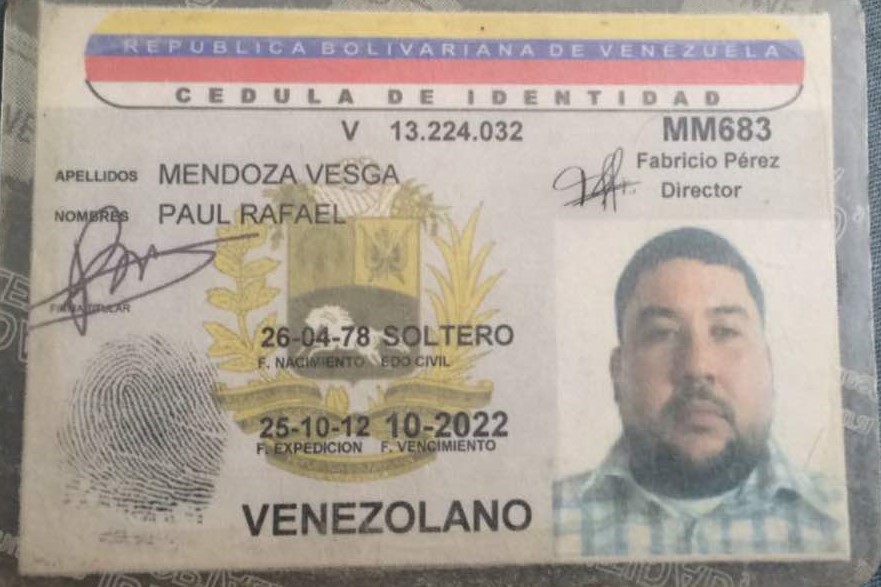 REPUBLICA BOLIVARIANA DE VENEZUELA
CEDULA DE IDENTIDAD
V 13.224.032
MM683
APELLIDOS MENDOZA VESGA
Fabricio Pérez
Director
NOMBRES PAUL RAFAEL
FIRMA TITULAR
26-04-78 SOLTERO
F. NACIMIENTO EDO CIVIL
25-10-12 10-2022
F. EXPEDICION F. VENCIMIENTO
VENEZOLANO